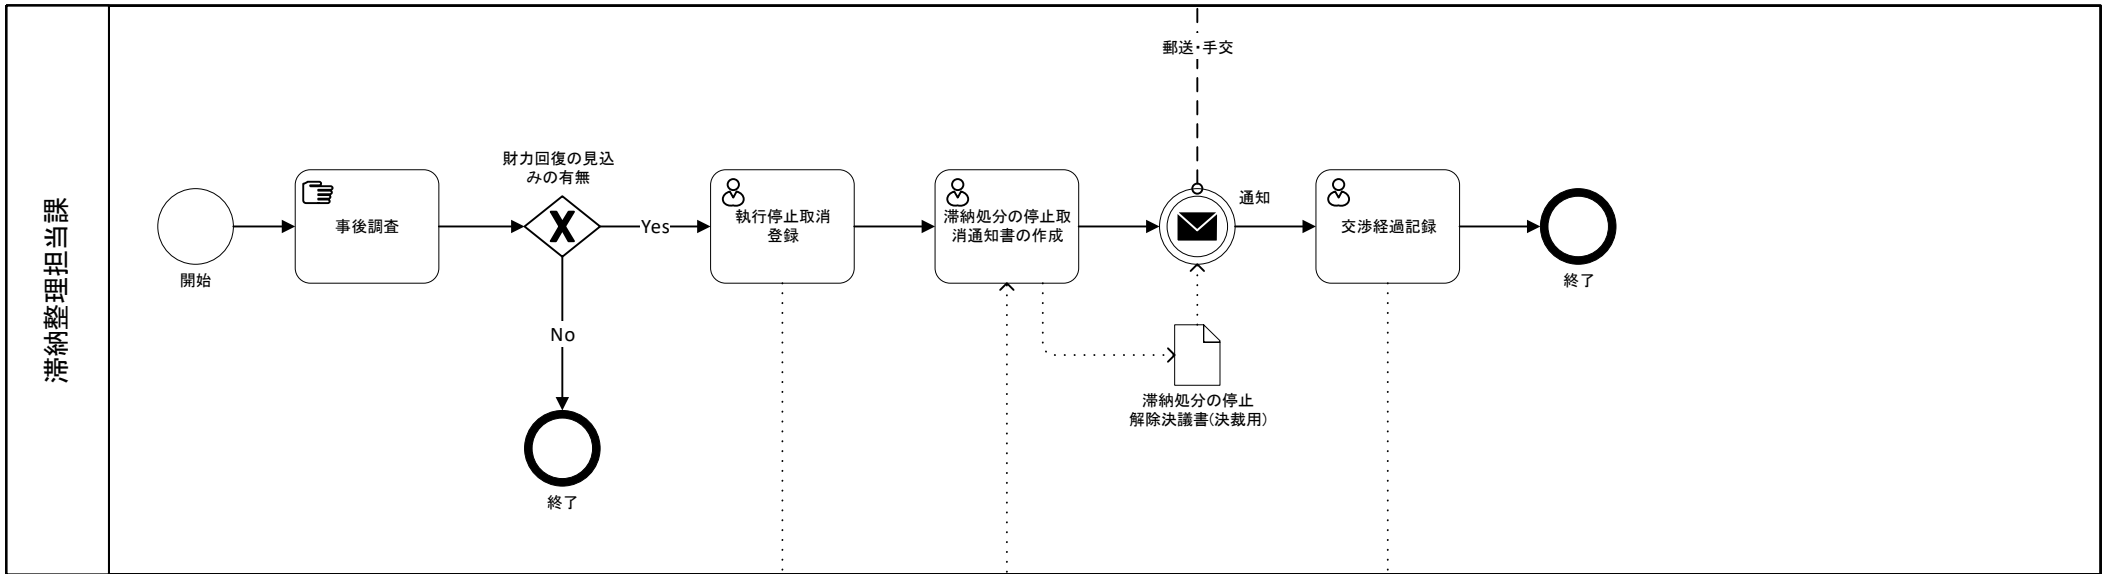 滞納整理担当課
郵送・手交
開始
事後調査
財力回復の見込
みの有無
Yes
No
終了
執行停止取消
登録
滞納処分の停止取
消通知書の作成
通知
滞納処分の停止
解除決議書(決裁用)
交渉経過記録
終了